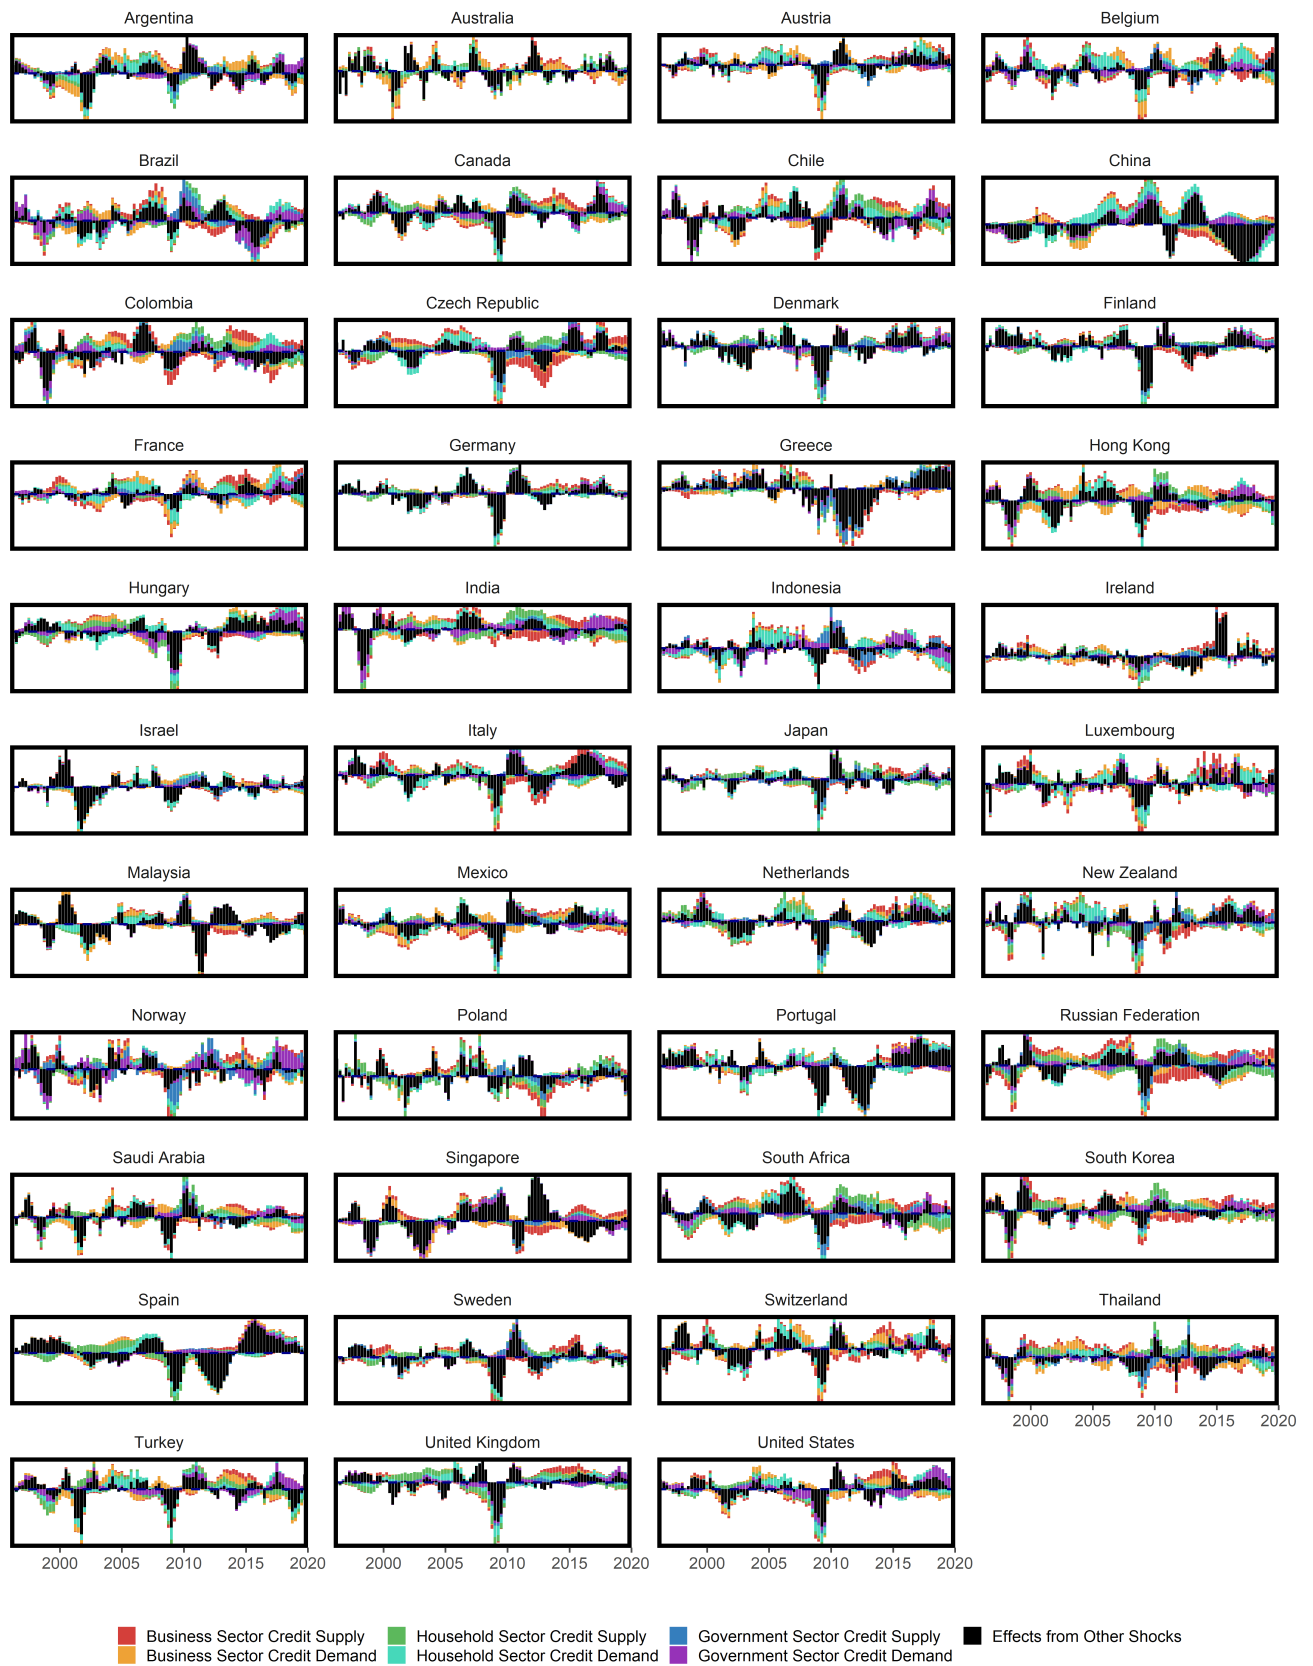 Argentina Australia Austria Belgium
Brazil Canada Chile China
Colombia Czech Republic Denmark Finland
France Germany Greece Hong Kong
Hungary India Indonesia Ireland
Israel Italy Japan Luxembourg
Malaysia Mexico Netherlands New Zealand
Norway Poland Portugal Russian Federation
Saudi Arabia Singapore South Africa South Korea
Spain Sweden Switzerland Thailand
2000 2005 2010 2015 2020
Turkey United Kingdom United States
2000 2005 2010 2015 2020 2000 2005 2010 2015 2020 2000 2005 2010 2015 2020
Business Sector Credit Supply Household Sector Credit Supply Government Sector Credit Supply Effects from Other Shocks
Business Sector Credit Demand Household Sector Credit Demand Government Sector Credit Demand